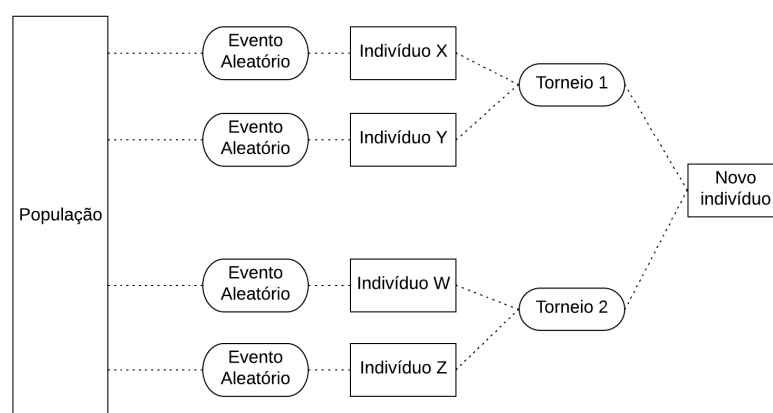 Evento
Aleatório
Indivíduo X
Torneio 1
Evento
Aleatório
Indivíduo Y
Novo
indivíduo
População
Evento
Aleatório
Indivíduo W
Torneio 2
Evento
Aleatório
Indivíduo Z